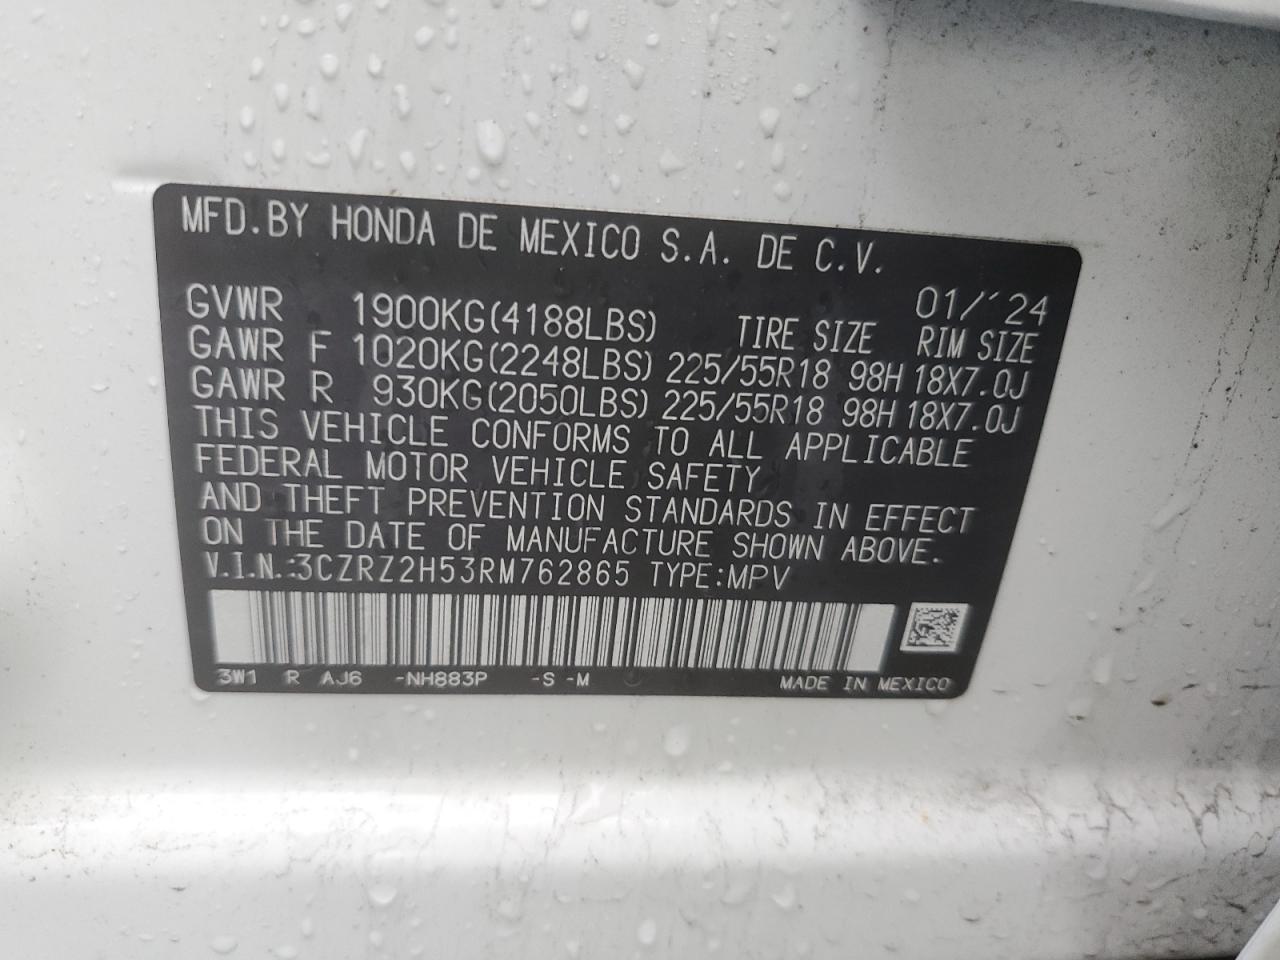 MFD.BY HONDA DE MEXICO S.A. DE C.V.
01/'24
GVWR 1900KG(4188LBS) TIRE SIZE RIM SIZE
GAWR F 1020KG(2248LBS) 225/55R18 98H 18X7.0J
GAWR R 930KG(2050LBS) 225/55R18 98H 18X7.0J
THIS VEHICLE CONFORMS TO ALL APPLICABLE
FEDERAL MOTOR VEHICLE SAFETY
AND THEFT PREVENTION STANDARDS IN EFFECT
ON THE DATE OF MANUFACTURE SHOWN ABOVE.
V.I.N.:3CZRZ2H53RM762865 TYPE:MPV
3W1 R AJ6 -NH883P -S -M MADE IN MEXICO